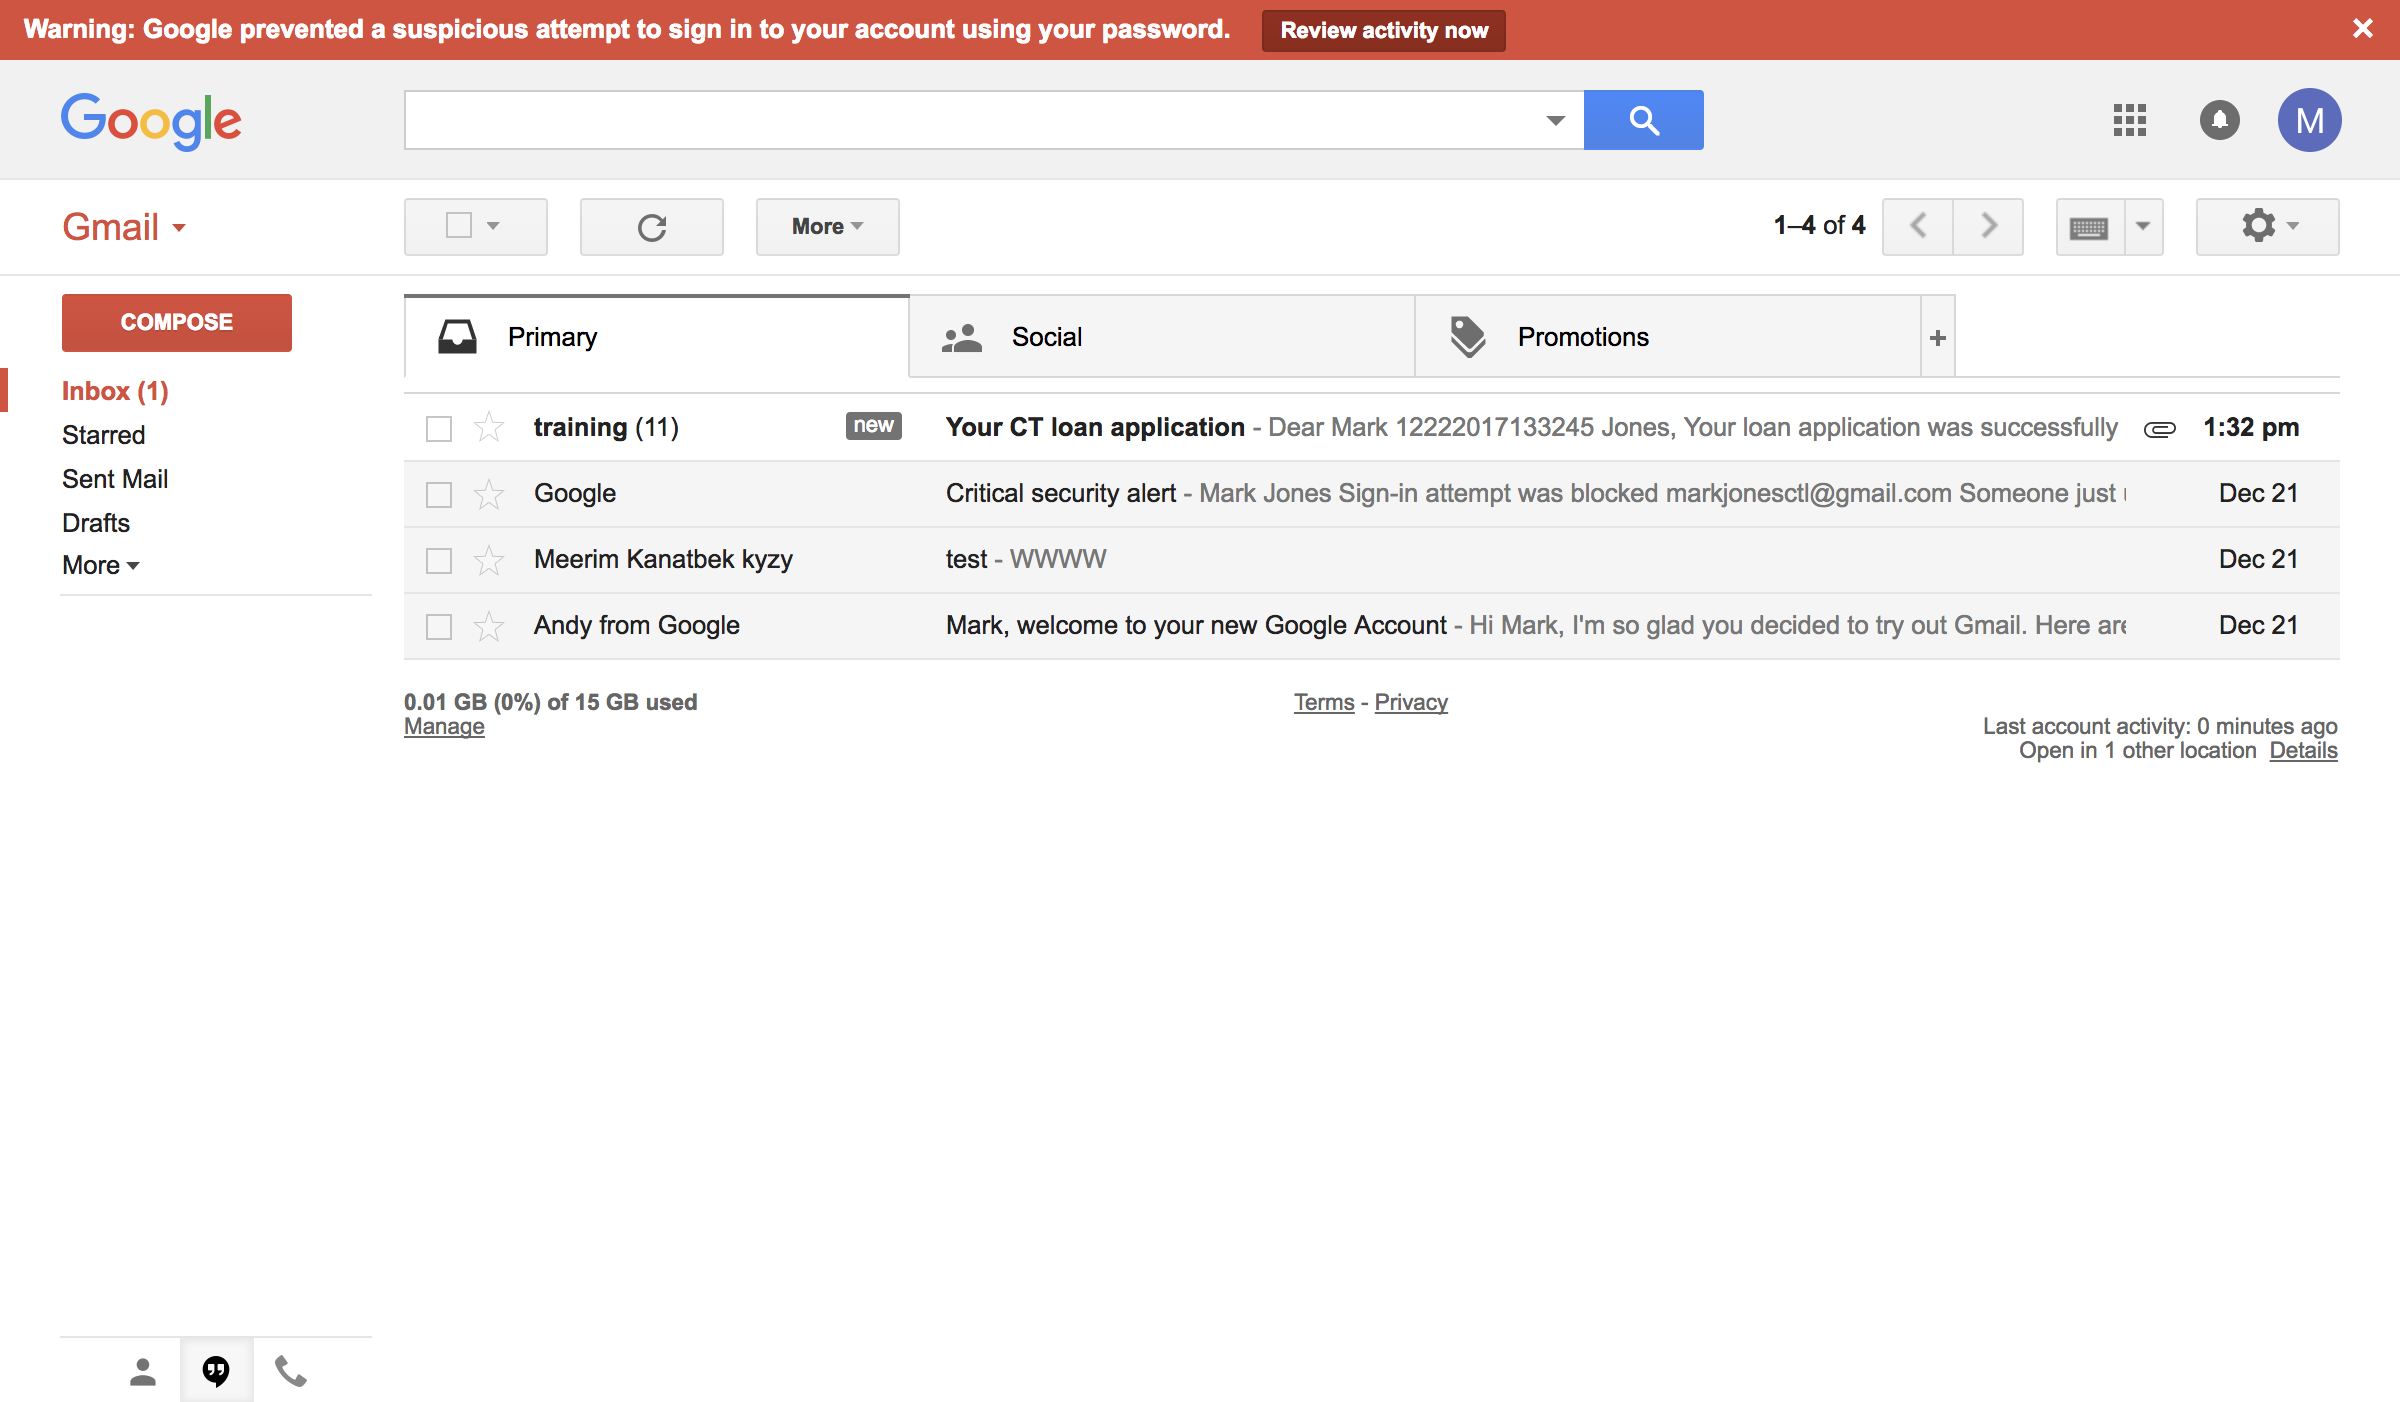 Warning: Google prevented a suspicious attempt to sign in to your account using your password. Review activity now
Google
M
Gmail
More
1–4 of 4
COMPOSE
Primary
Social
Promotions
Inbox (1)
Starred
Sent Mail
Drafts
More
training (11) new Your CT loan application - Dear Mark 12222017133245 Jones, Your loan application was successfully 1:32 pm
Google Critical security alert - Mark Jones Sign-in attempt was blocked markjonesctl@gmail.com Someone just Dec 21
Meerim Kanatbek kyzy test - WWWW Dec 21
Andy from Google Mark, welcome to your new Google Account - Hi Mark, I'm so glad you decided to try out Gmail. Here are Dec 21
0.01 GB (0%) of 15 GB used
Manage
Terms - Privacy
Last account activity: 0 minutes ago
Open in 1 other location Details